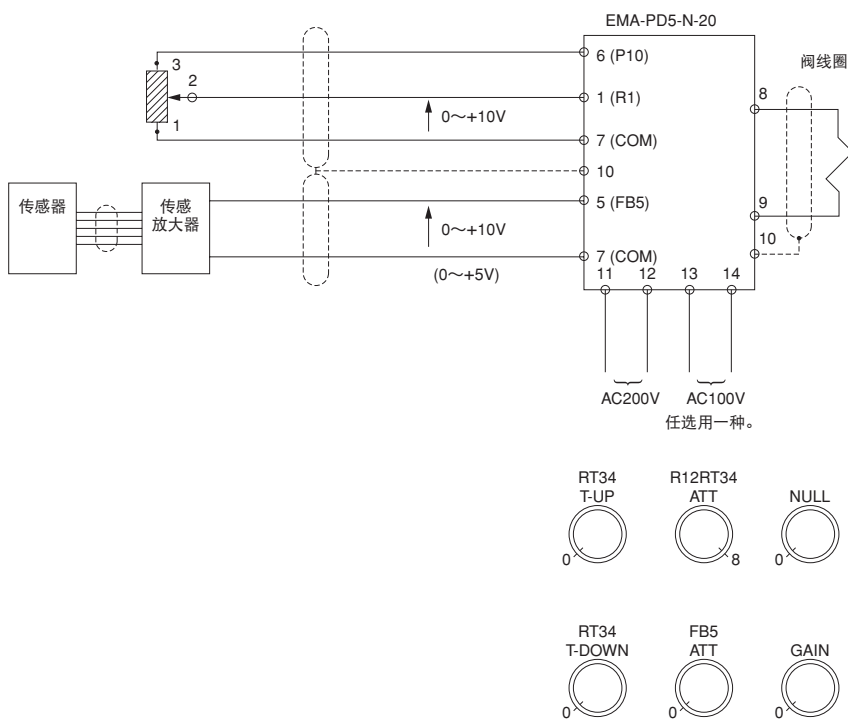 EMA-PD5-N-20
阀线圈
3
2
1
6 (P10)
1 (R1)
0～+10V
7 (COM)
10
5 (FB5)
0～+10V
7 (COM)
(0～+5V)
8
9
10
传感器
传感
放大器
11 12 13 14
AC200V AC100V
任选用一种。
RT34
T-UP
0
R12RT34
ATT
8
NULL
0
RT34
T-DOWN
0
FB5
ATT
0
GAIN
0